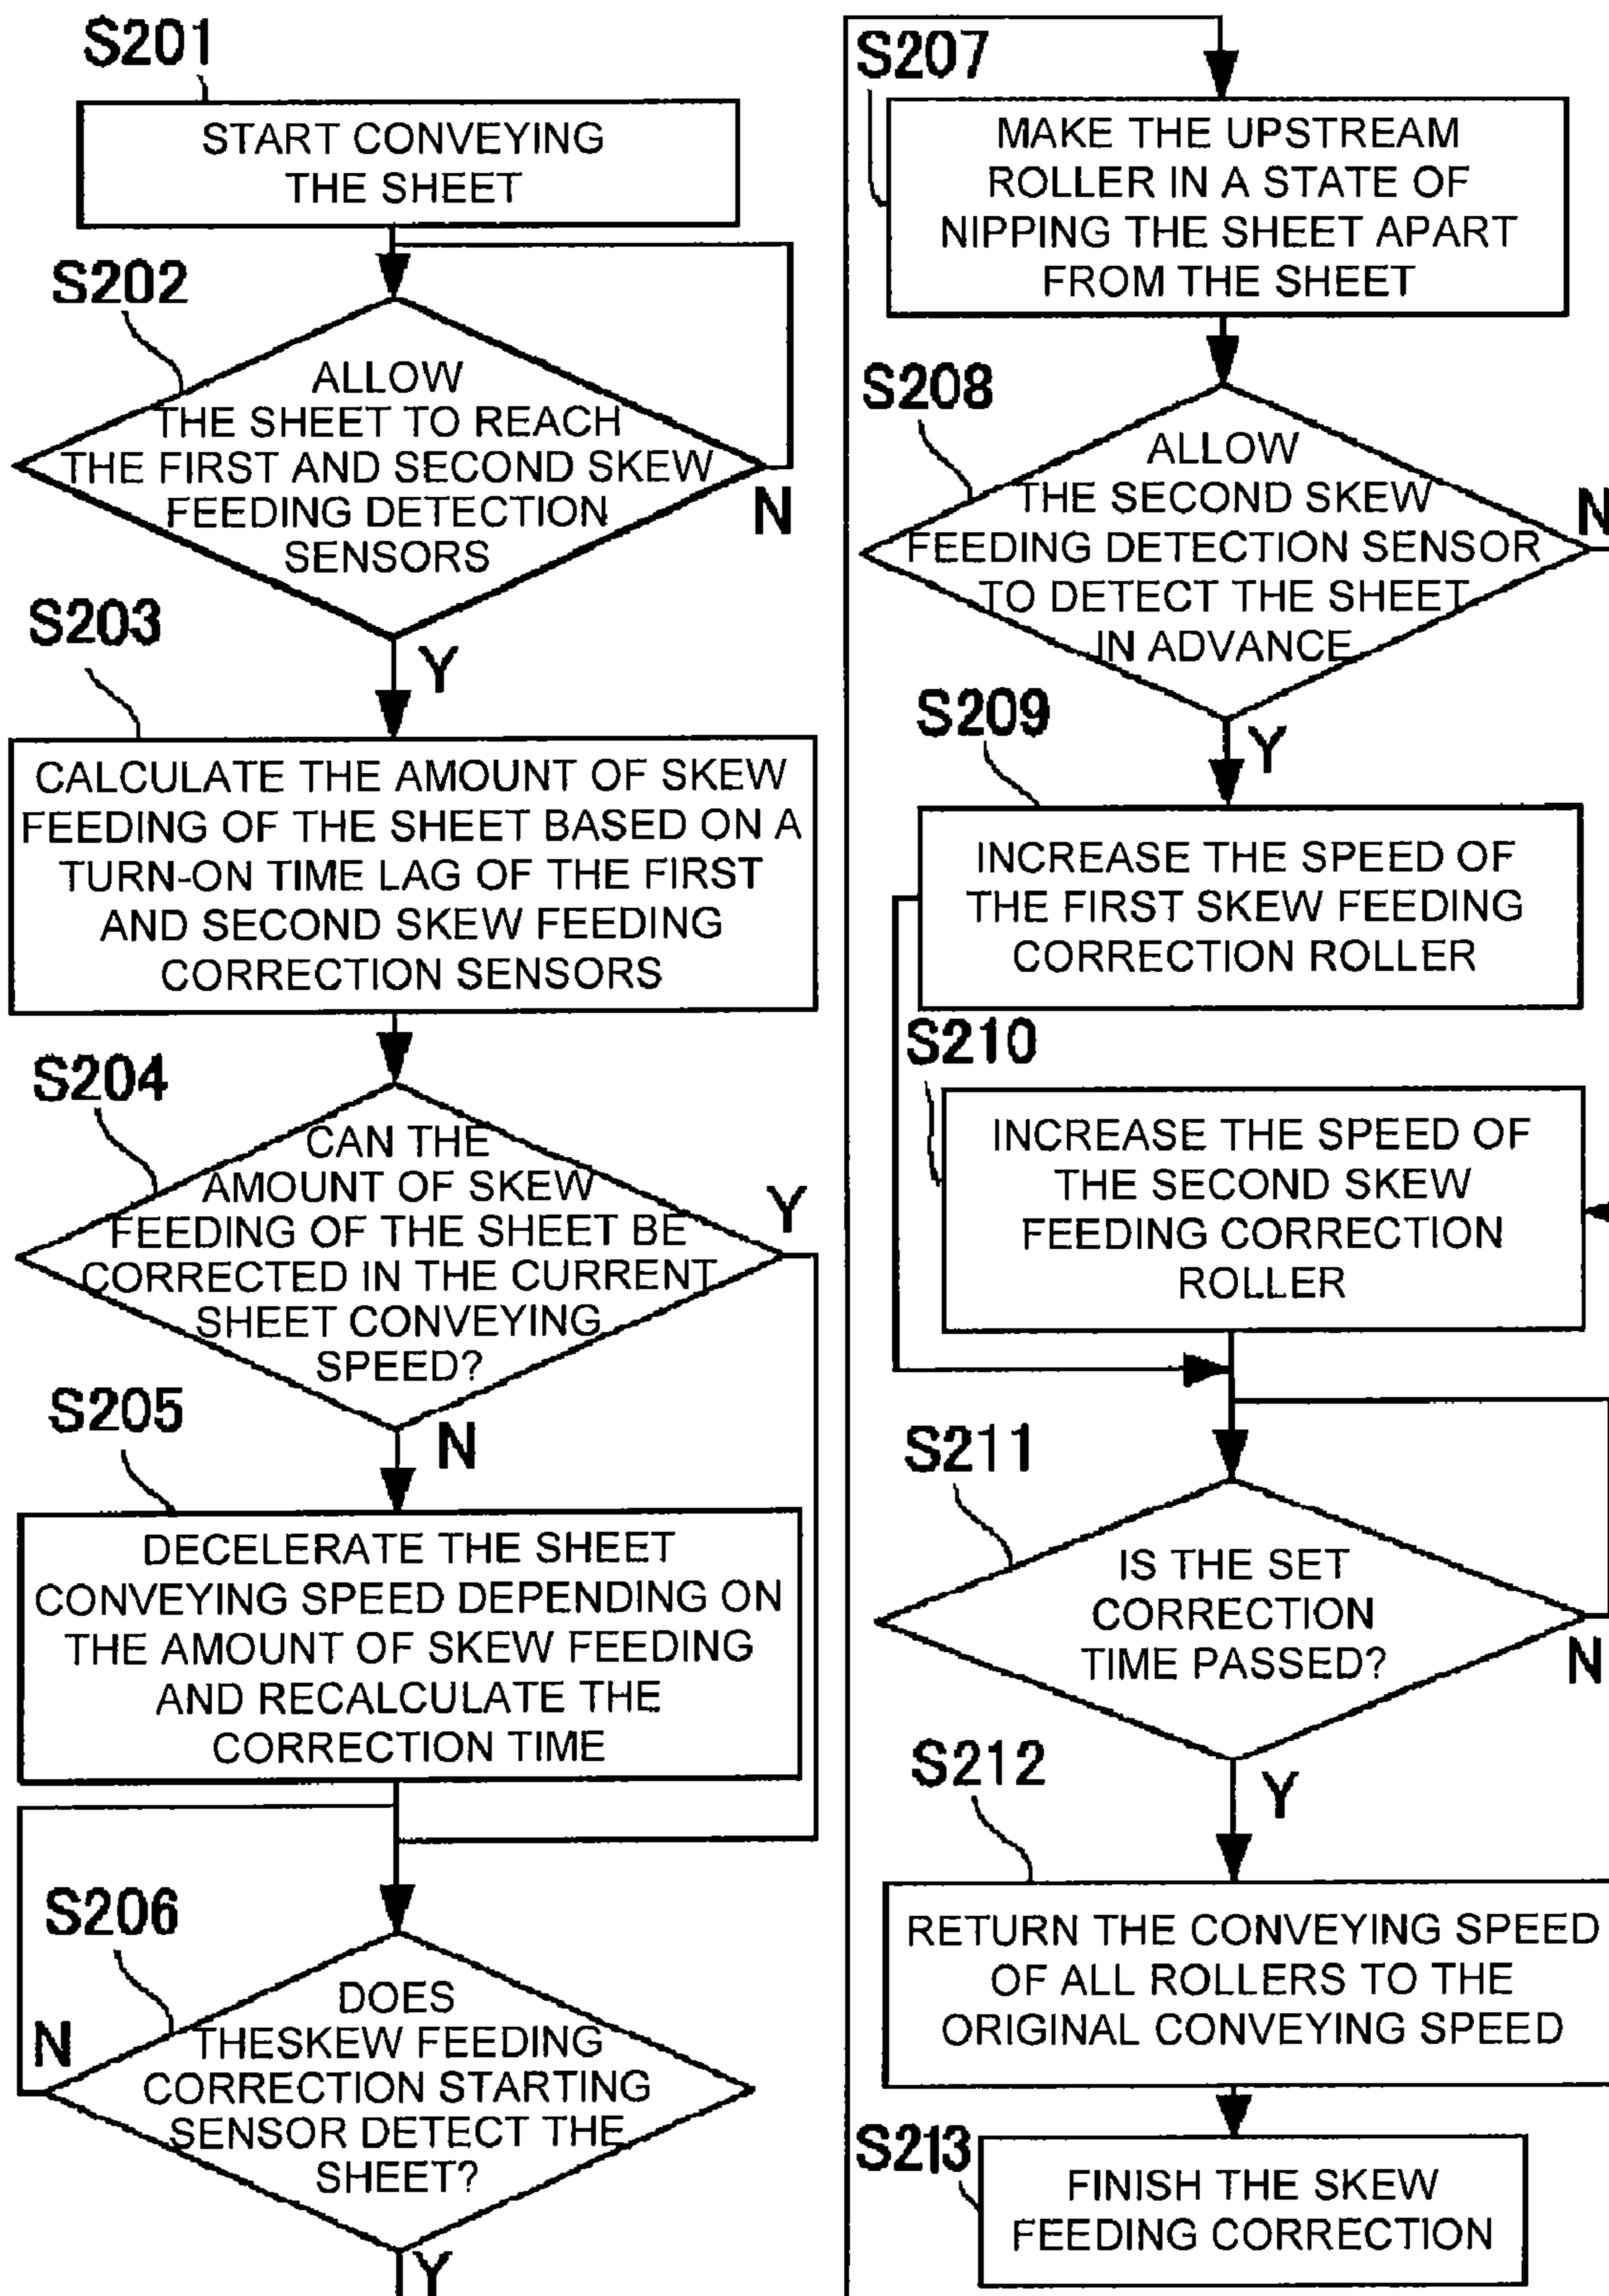 S201
START CONVEYING
THE SHEET
S202
ALLOW
THE SHEET TO REACH
THE FIRST AND SECOND SKEW
FEEDING DETECTION
SENSORS
N
Y
S203
CALCULATE THE AMOUNT OF SKEW
FEEDING OF THE SHEET BASED ON A
TURN-ON TIME LAG OF THE FIRST
AND SECOND SKEW FEEDING
CORRECTION SENSORS
S204
CAN THE
AMOUNT OF SKEW
FEEDING OF THE SHEET BE
CORRECTED IN THE CURRENT
SHEET CONVEYING
SPEED?
Y
N
S205
DECELERATE THE SHEET
CONVEYING SPEED DEPENDING ON
THE AMOUNT OF SKEW FEEDING
AND RECALCULATE THE
CORRECTION TIME
S206
DOES
THESKEW FEEDING
CORRECTION STARTING
SENSOR DETECT THE
SHEET?
N
Y
S207
MAKE THE UPSTREAM
ROLLER IN A STATE OF
NIPPING THE SHEET APART
FROM THE SHEET
S208
ALLOW
THE SECOND SKEW
FEEDING DETECTION SENSOR
TO DETECT THE SHEET
IN ADVANCE
N
Y
S209
INCREASE THE SPEED OF
THE FIRST SKEW FEEDING
CORRECTION ROLLER
S210
INCREASE THE SPEED OF
THE SECOND SKEW
FEEDING CORRECTION
ROLLER
S211
IS THE SET
CORRECTION
TIME PASSED?
N
Y
S212
RETURN THE CONVEYING SPEED
OF ALL ROLLERS TO THE
ORIGINAL CONVEYING SPEED
S213
FINISH THE SKEW
FEEDING CORRECTION